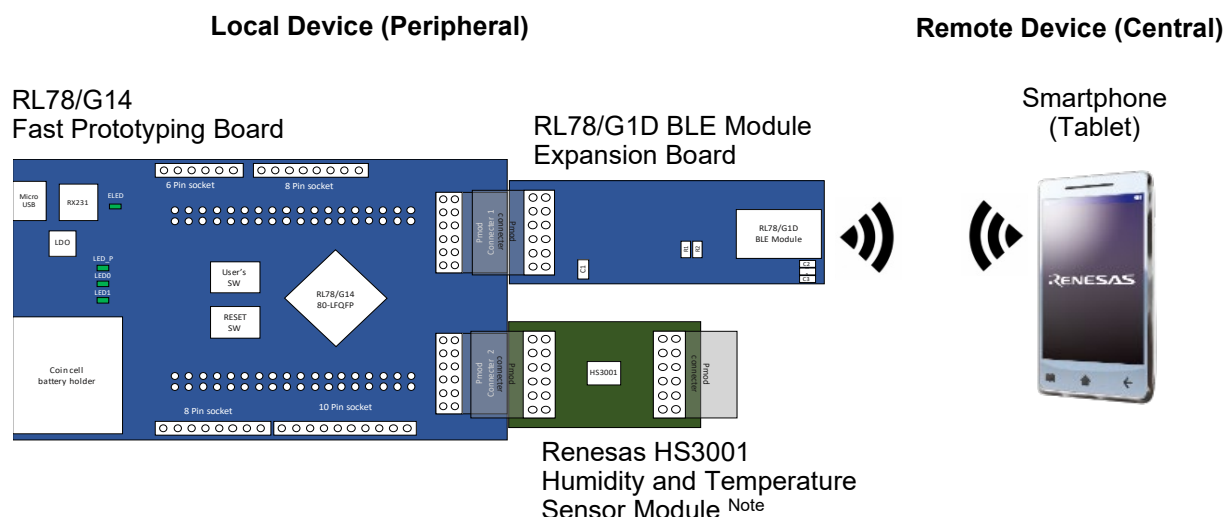 Local Device (Peripheral)
Remote Device (Central)
RL78/G14
Fast Prototyping Board
RL78/G1D BLE Module
Expansion Board
Smartphone
(Tablet)
6 Pin socket
8 Pin socket
Micro
USB
RX231
ELED
LDO
LED_P
LED0
LED1
User's
SW
RESET
SW
RL78/G14
80-LFQFP
Pmod
Connecter 1
Pmod
connecter
C1
R1
R2
RL78/G1D
BLE Module
C2
C3
RENESAS
Coin cell
battery holder
8 Pin socket
10 Pin socket
Pmod
Connecter 2
Pmod
connecter
HS3001
Pmod
connecter
Renesas HS3001
Humidity and Temperature
Sensor Module Note